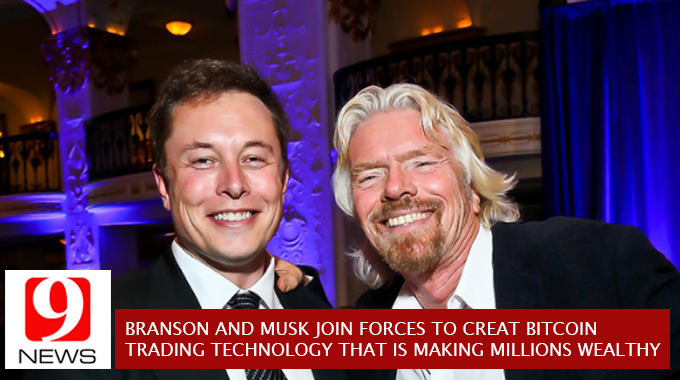 9
NEWS
BRANSON AND MUSK JOIN FORCES TO CREAT BITCOIN
TRADING TECHNOLOGY THAT IS MAKING MILLIONS WEALTHY